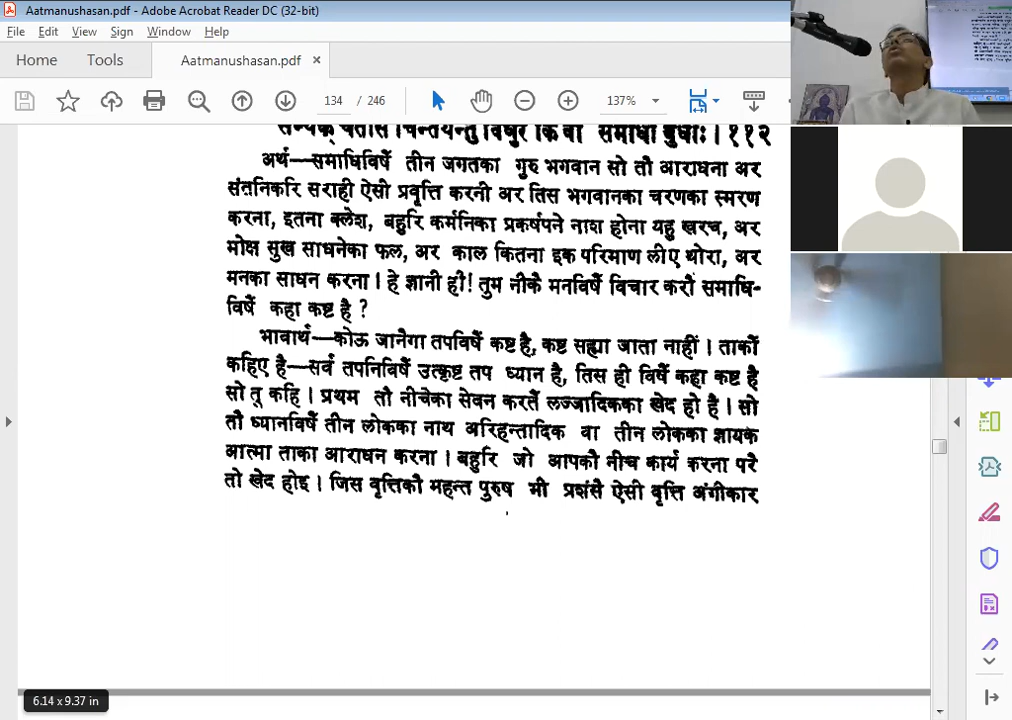 Aatmanushasan.pdf - Adobe Acrobat Reader DC (32-bit)
File Edit View Sign Window Help
Home Tools Aatmanushasan.pdf ×
134 / 246 137%
चेतसि चिन्तयन्तु विधुरं किं वा समाधौ बुधाः । ११२
अर्थ—समाधिविषैं तीन जगतका गुरु भगवान सो तौ आराधना अर
संतनिकरि सराही ऐसी प्रवृत्ति करनी अर तिस भगवानका चरणका स्मरण
करना, इतना क्लेश, बहुरि कर्मनिका प्रकर्षपने नाश होना यहु खरच, अर
मोक्ष सुख साधनेका फल, अर काल कितना इक परिमाण लीए थोरा, अर
मनका साधन करना । हे ज्ञानी हौ! तुम नीकै मनविषैं विचार करौं समाधि-
विषैं कहा कष्ट है ?
भावार्थ—कोऊ जानैगा तपविषैं कष्ट है, कष्ट सह्या जाता नाहीं । ताकौं
कहिए है—सर्व तपनिविषैं उत्कृष्ट तप ध्यान है, तिस ही विषैं कहा कष्ट है
सो तू कहि । प्रथम तौ नीचेका सेवन करतें लज्जादिकका खेद हो है । सो
तौ ध्यानविषैं तीन लोकका नाथ अरिहन्तादिक वा तीन लोकका ज्ञायक
आत्मा ताका आराधन करना । बहुरि जो आपकौ नीच कार्य करना परै
तो खेद होइ । जिस वृत्तिकौ महन्त पुरुष भी प्रशंसै ऐसी वृत्ति अंगीकार
6.14 x 9.37 in